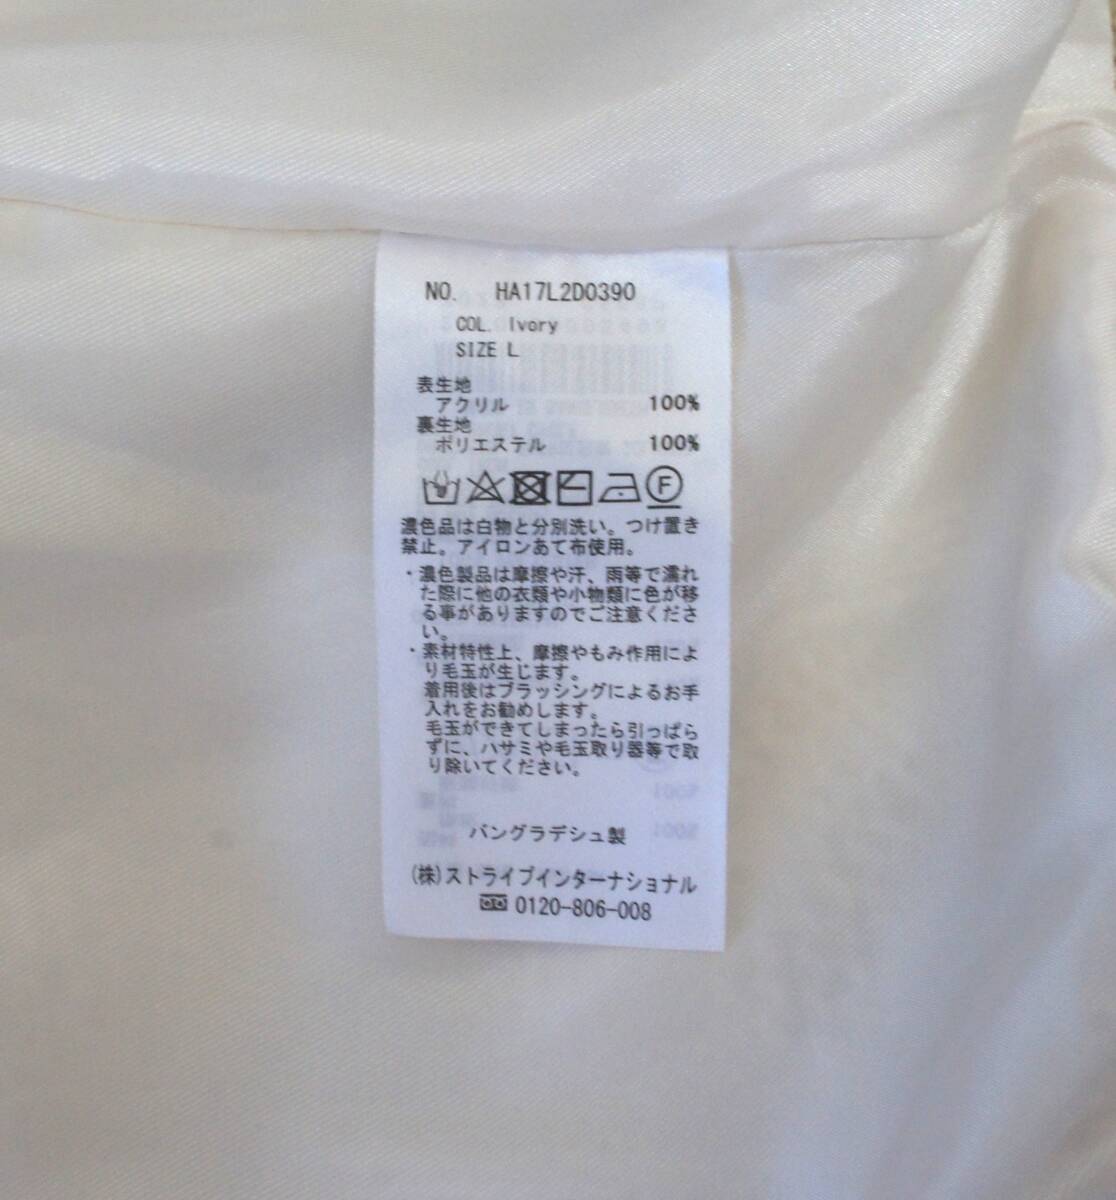 NO. HA17L2D0390
COL. Ivory
SIZE L
表生地
アクリル 100%
裏生地
ポリエステル 100%
F
濃色品は白物と分別洗い。つけ置き
禁止。アイロンあて布使用。
・濃色製品は摩擦や汗、雨等で濡れ
た際に他の衣類や小物類に色が移
る事がありますのでご注意くださ
い。
・素材特性上、摩擦やもみ作用によ
り毛玉が生じます。
着用後はブラッシングによるお手
入れをお勧めします。
毛玉ができてしまったら引っぱら
ずに、ハサミや毛玉取り器等で取
り除いてください。
バングラデシュ製
(株)ストライプインターナショナル
0120-806-008